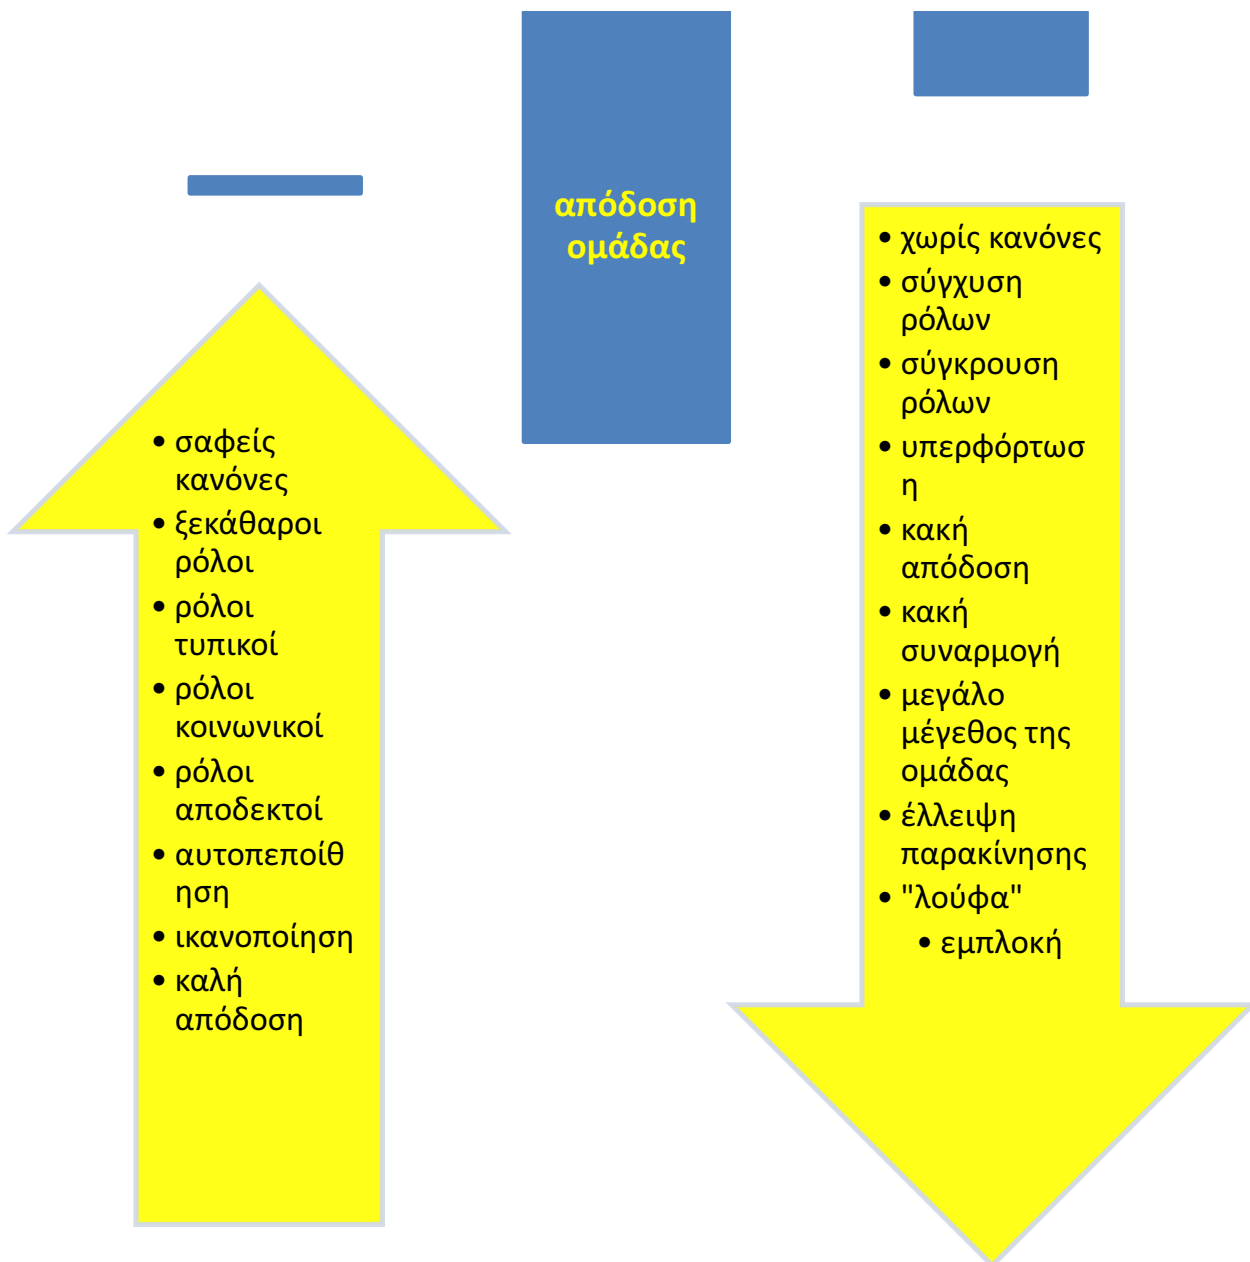 απόδοση
ομάδας
• σαφείς
κανόνες
• ξεκάθαροι
ρόλοι
• ρόλοι
τυπικοί
• ρόλοι
κοινωνικοί
• ρόλοι
αποδεκτοί
• αυτοπεποίθ
ηση
• ικανοποίηση
• καλή
απόδοση
• χωρίς κανόνες
• σύγχυση
ρόλων
• σύγκρουση
ρόλων
• υπερφόρτωσ
η
• κακή
απόδοση
• κακή
συναρμογή
• μεγάλο
μέγεθος της
ομάδας
• έλλειψη
παρακίνησης
• "λούφα"
• εμπλοκή